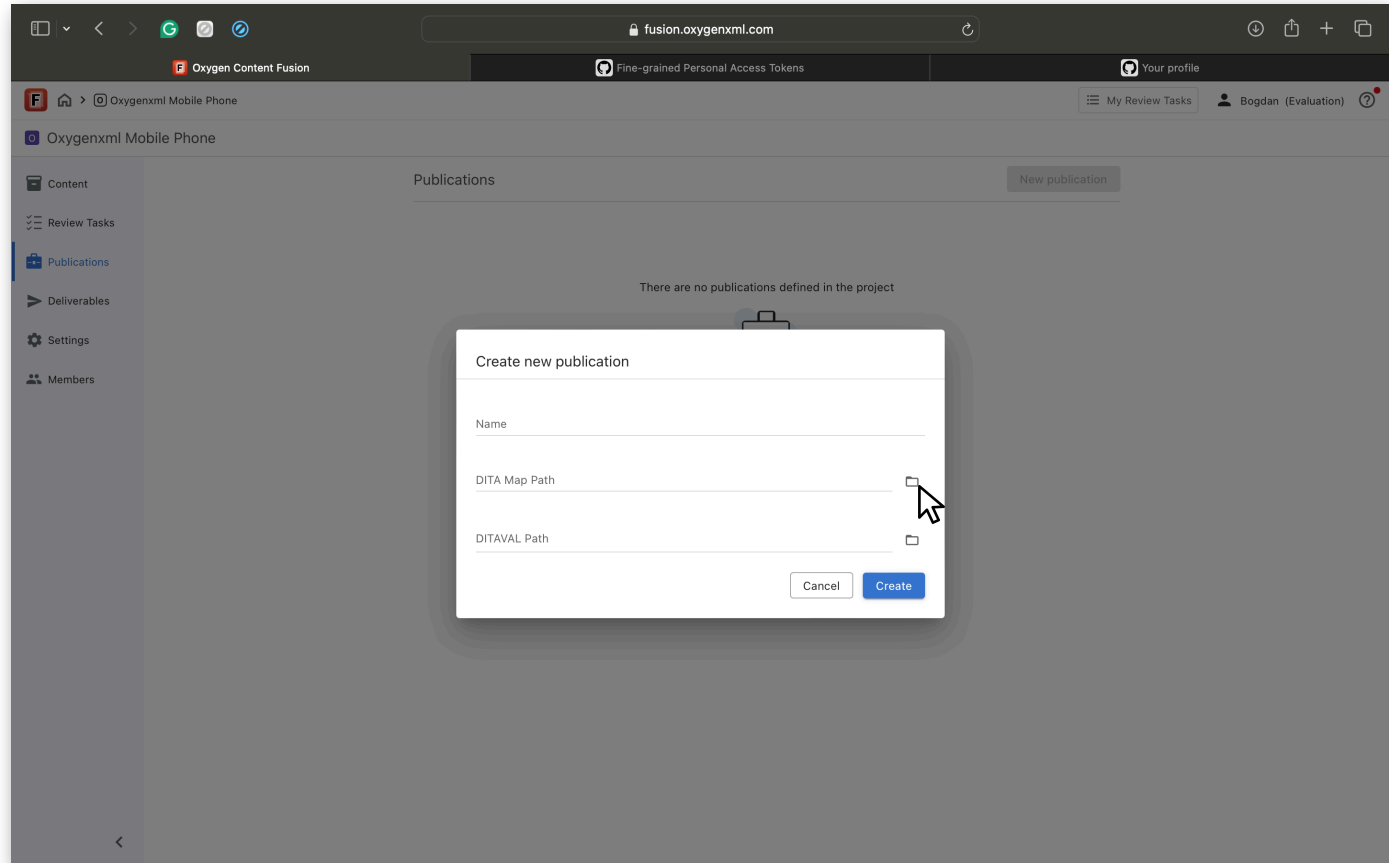 fusion.oxygenxml.com
Oxygen Content Fusion
Fine-grained Personal Access Tokens
Your profile
Oxygenxml Mobile Phone
My Review Tasks
Bogdan (Evaluation)
Oxygenxml Mobile Phone
Content
Review Tasks
Publications
Deliverables
Settings
Members
Publications
New publication
There are no publications defined in the project
Create new publication
Name
DITA Map Path
DITAVAL Path
Cancel
Create